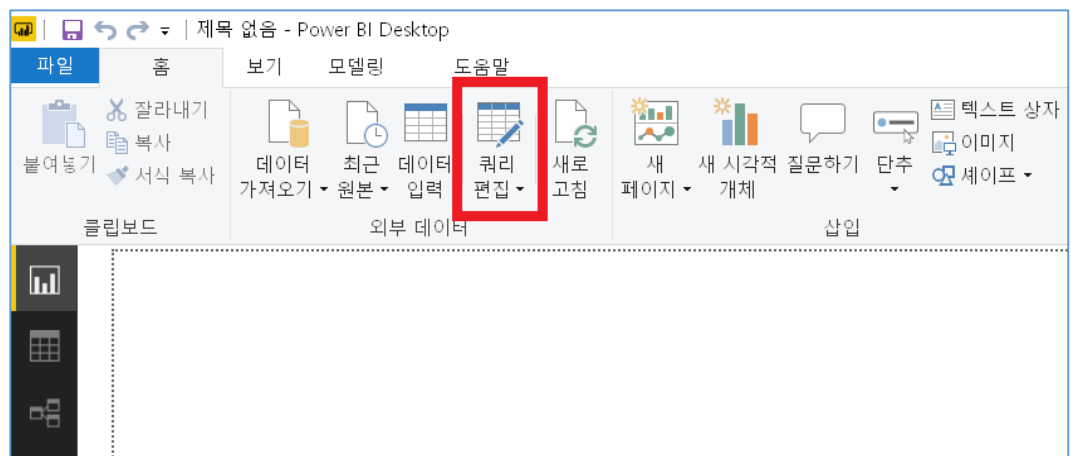 제목 없음 - Power BI Desktop
파일 홈 보기 모델링 도움말
붙여넣기
잘라내기
복사
서식 복사
클립보드
데이터
가져오기
최근
원본
데이터
입력
쿼리
편집
새로
고침
외부 데이터
새
페이지
새 시각적
개체
질문하기
단추
텍스트 상자
이미지
셰이프
삽입